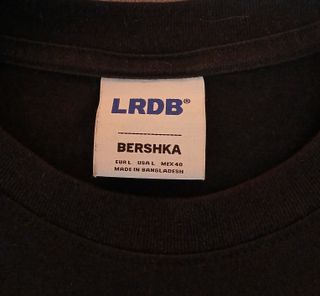 LRDB®
BERSHKA
EUR L USA L MEX 40
MADE IN BANGLADESH